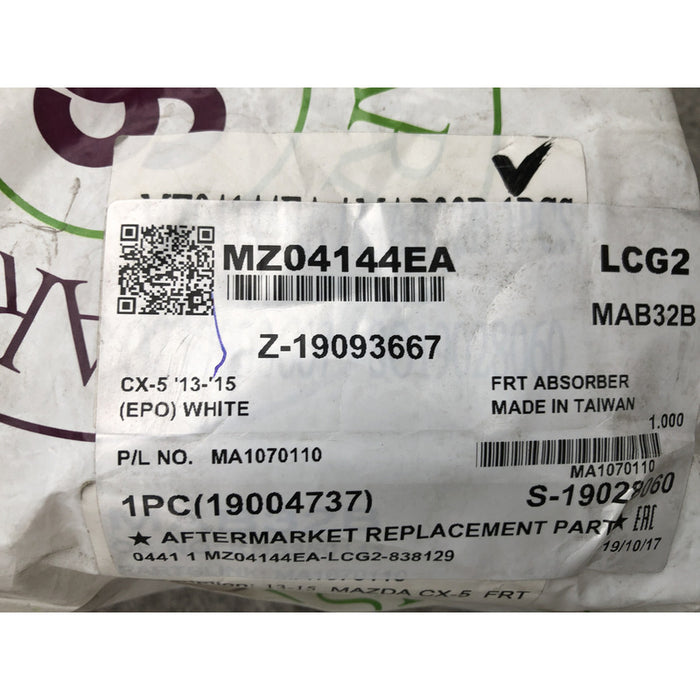 MZ04144EA
LCG2
MAB32B
Z-19093667
CX-5 '13-'15
FRT ABSORBER
(EPO) WHITE
MADE IN TAIWAN
1.000
P/L NO. MA1070110
MA1070110
1PC(19004737)
S-19028060
★ AFTERMARKET REPLACEMENT PART ★ EAC
0441 1 MZ04144EA-LCG2-838129
19/10/17
13-15 MAZDA CX-5 FRT